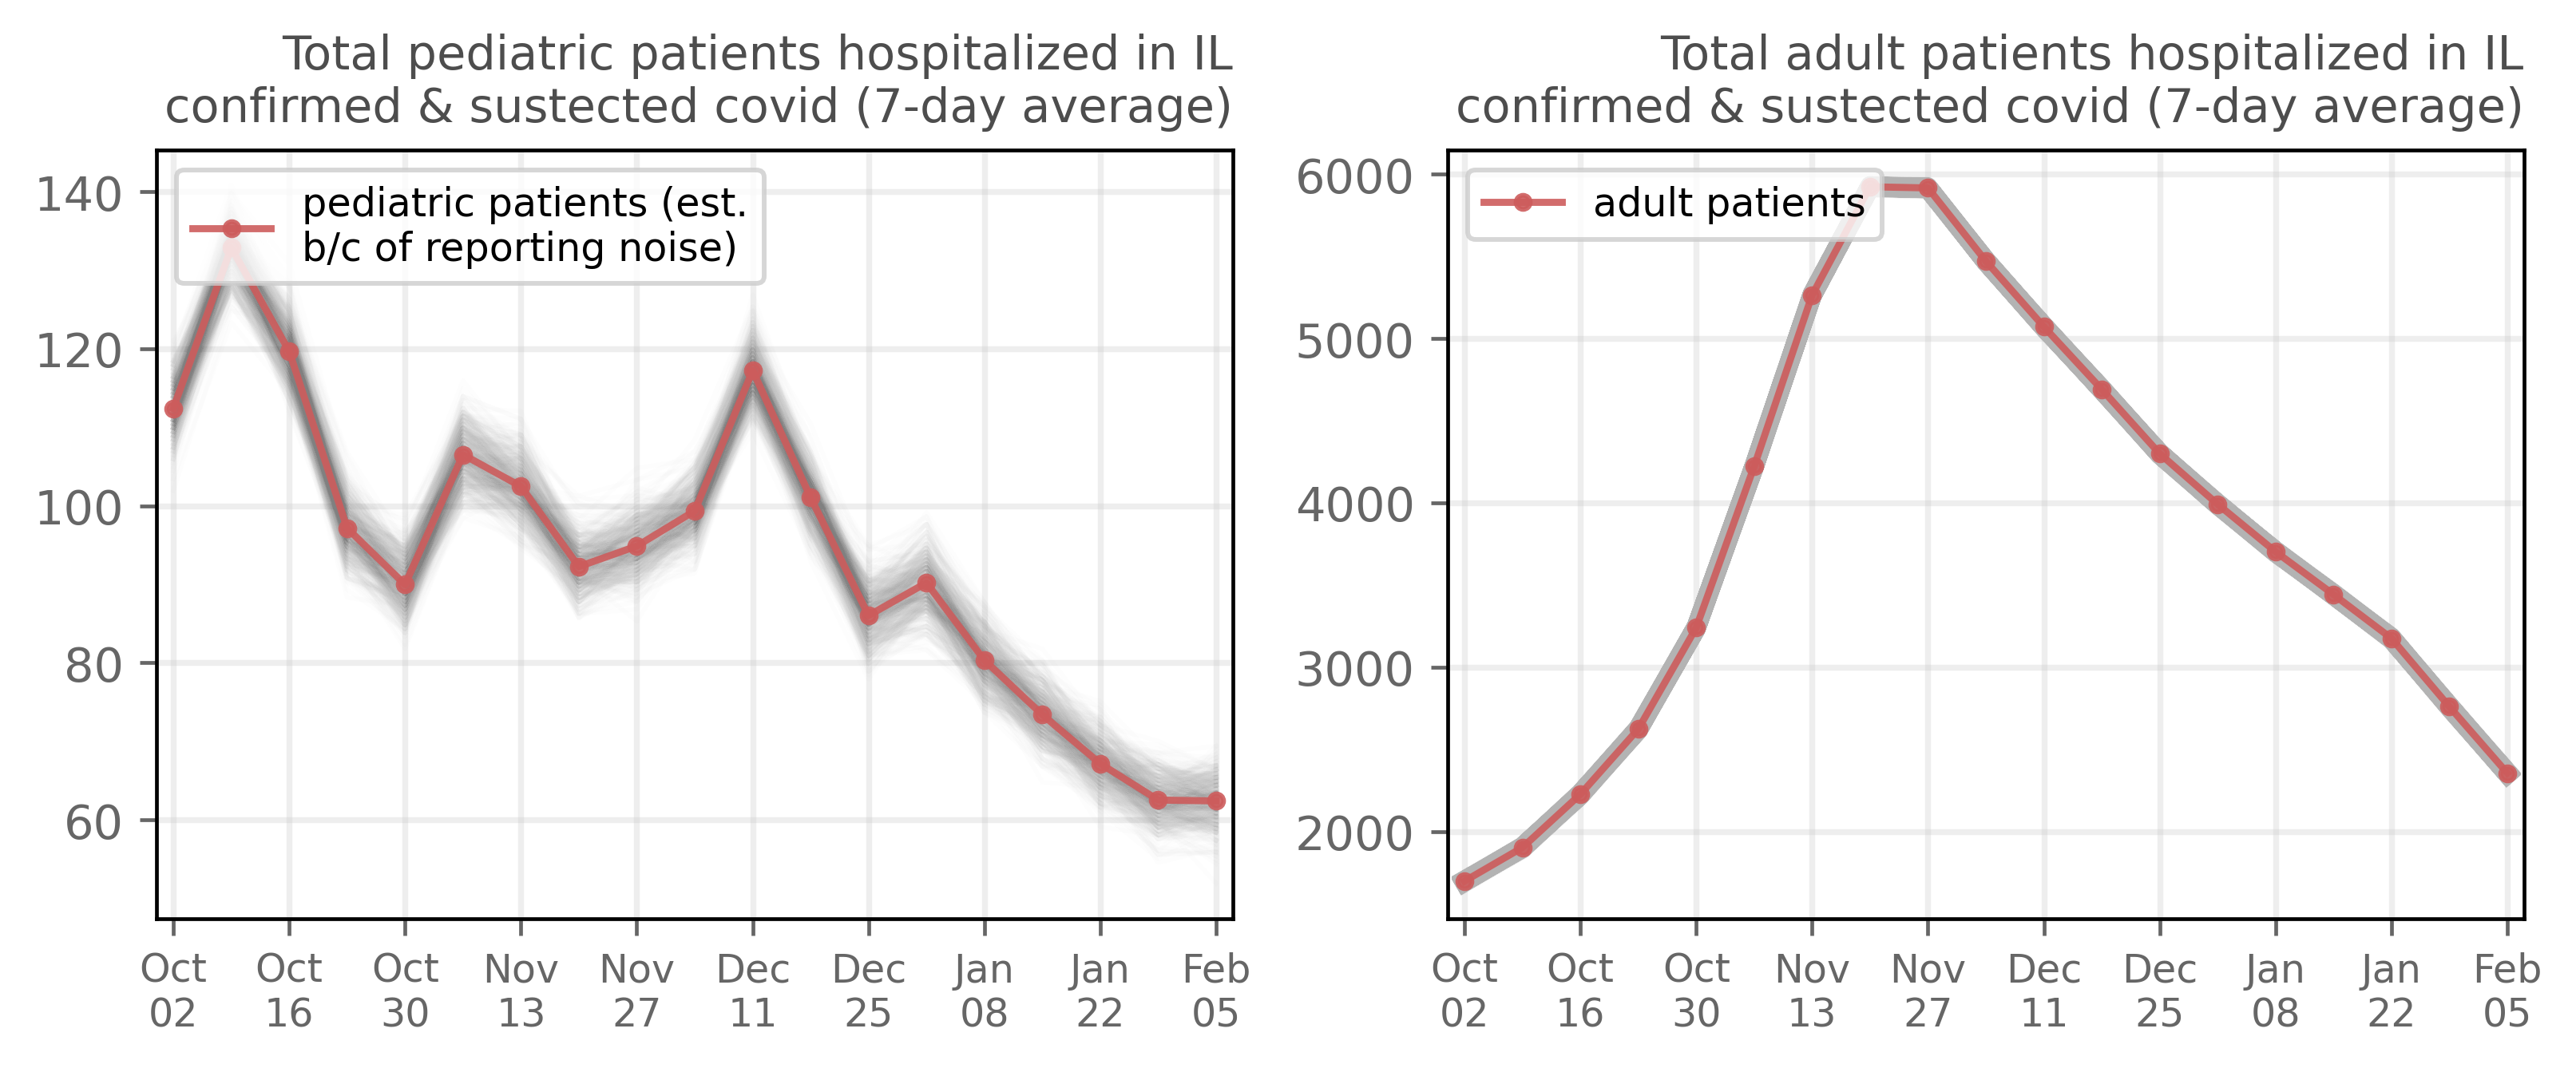 Total pediatric patients hospitalized in IL
confirmed & sustected covid (7-day average)
pediatric patients (est.
b/c of reporting noise)
140
120
100
80
60
Oct Oct Oct Nov Nov Dec Dec Jan Jan Feb
02 16 30 13 27 11 25 08 22 05
Total adult patients hospitalized in IL
confirmed & sustected covid (7-day average)
adult patients
6000
5000
4000
3000
2000
Oct Oct Oct Nov Nov Dec Dec Jan Jan Feb
02 16 30 13 27 11 25 08 22 05